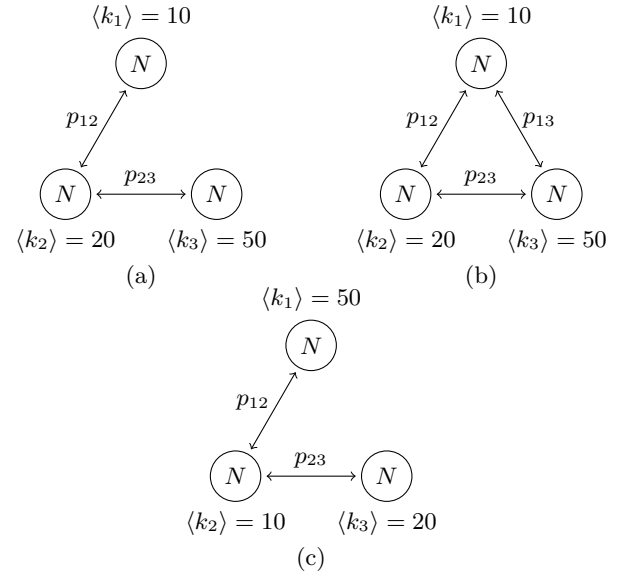 ⟨k₁⟩ = 10
N
p₁₂
p₂₃
N
N
⟨k₂⟩ = 20
⟨k₃⟩ = 50
(a)
⟨k₁⟩ = 10
N
p₁₂
p₁₃
p₂₃
N
N
⟨k₂⟩ = 20
⟨k₃⟩ = 50
(b)
⟨k₁⟩ = 50
N
p₁₂
p₂₃
N
N
⟨k₂⟩ = 10
⟨k₃⟩ = 20
(c)